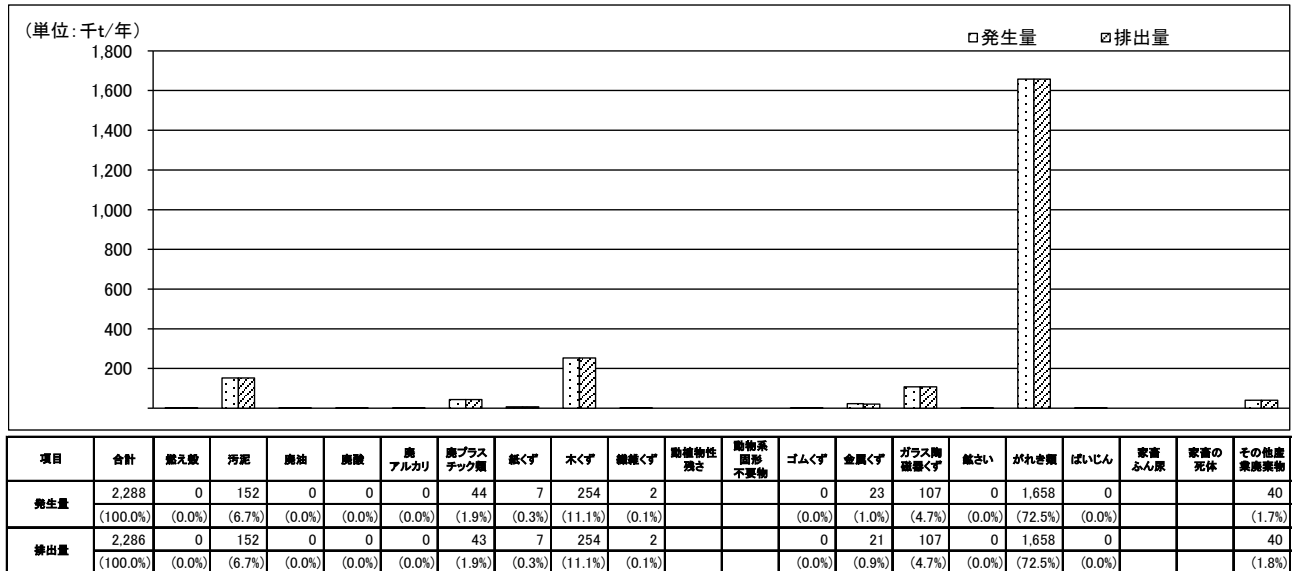 (単位:千t/年)
□発生量 □排出量
1,800
1,600
1,400
1,200
1,000
800
600
400
200
項目 合計 燃え殻 汚泥 廃油 廃酸 廃アルカリ 廃プラスチック類 紙くず 木くず 繊維くず 動植物性残さ 動物系固形不要物 ゴムくず 金属くず ガラス陶磁器くず 鉱さい がれき類 ばいじん 家畜ふん尿 家畜の死体 その他産業廃棄物
発生量 2,288 0 152 0 0 0 44 7 254 2 0 23 107 0 1,658 0 40
(100.0%) (0.0%) (6.7%) (0.0%) (0.0%) (0.0%) (1.9%) (0.3%) (11.1%) (0.1%) (0.0%) (1.0%) (4.7%) (0.0%) (72.5%) (0.0%) (1.7%)
排出量 2,286 0 152 0 0 0 43 7 254 2 0 21 107 0 1,658 0 40
(100.0%) (0.0%) (6.7%) (0.0%) (0.0%) (0.0%) (1.9%) (0.3%) (11.1%) (0.1%) (0.0%) (0.9%) (4.7%) (0.0%) (72.5%) (0.0%) (1.8%)